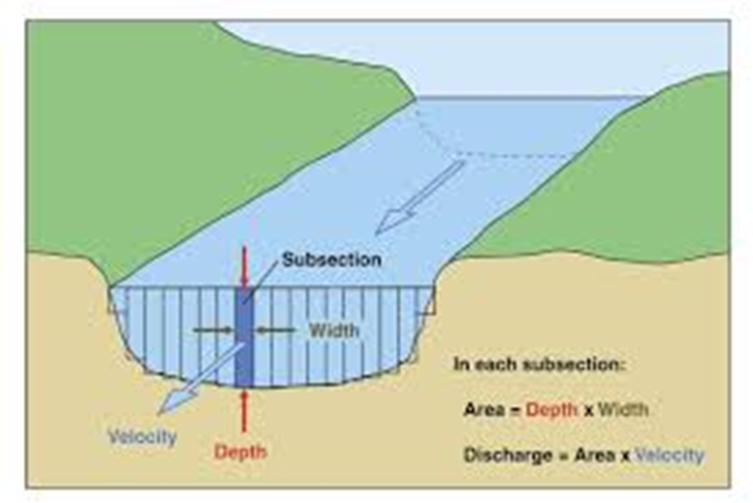 Subsection
Width
Velocity
Depth
In each subsection:
Area = Depth x Width
Discharge = Area x Velocity